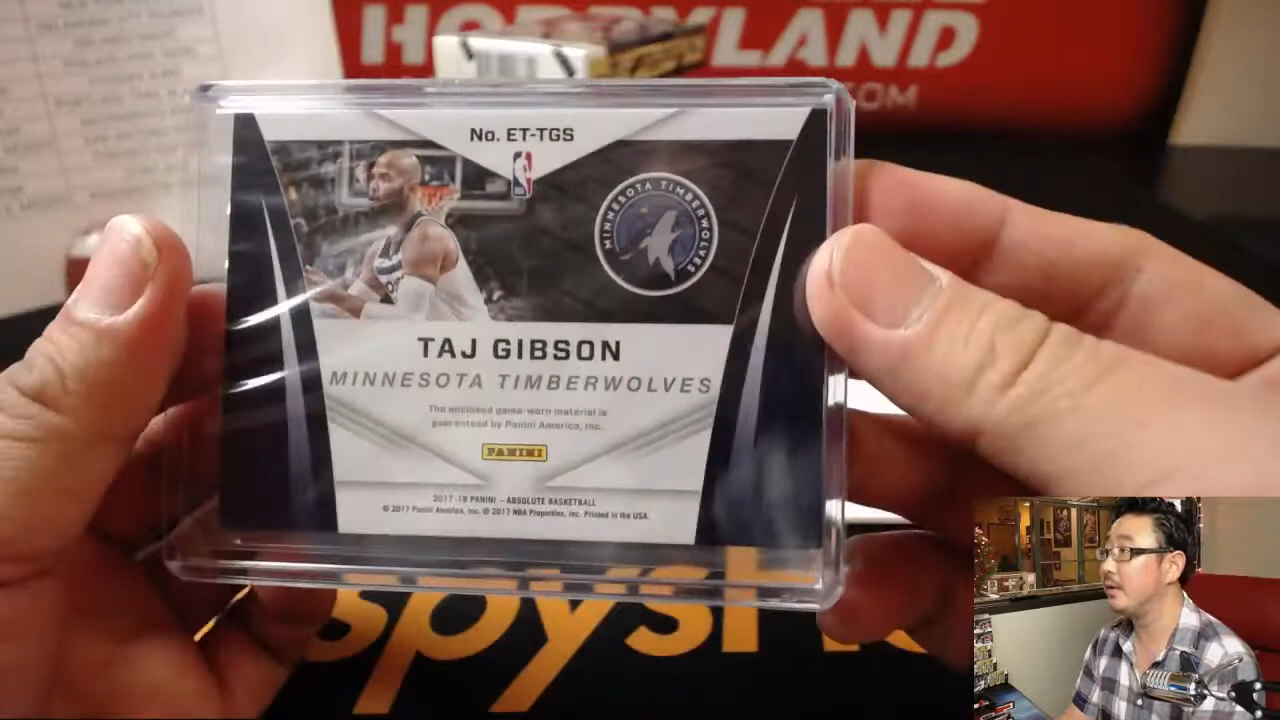 HOBBYLAND
.COM
No. ET-TGS
MINNESOTA TIMBERWOLVES
TAJ GIBSON
MINNESOTA TIMBERWOLVES
The enclosed game-worn material is
guaranteed by Panini America, Inc.
PANINI
2017-18 PANINI – ABSOLUTE BASKETBALL
© 2017 Panini America, Inc. © 2017 NBA Properties, Inc. Printed in the USA